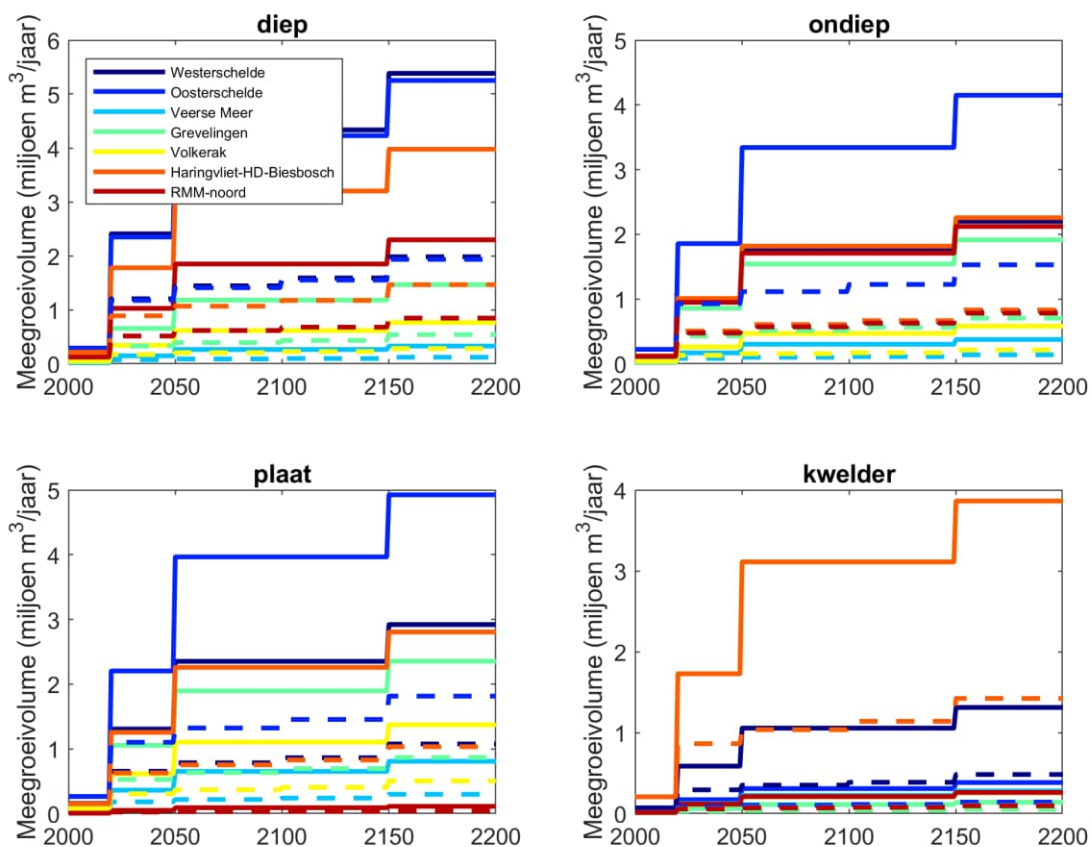 diep
Meegroeivolume (miljoen m³/jaar)
6
5
4
3
2
1
0
2000 2050 2100 2150 2200
Westerschelde
Oosterschelde
Veerse Meer
Grevelingen
Volkerak
Haringvliet-HD-Biesbosch
RMM-noord
ondiep
Meegroeivolume (miljoen m³/jaar)
5
4
3
2
1
0
2000 2050 2100 2150 2200
plaat
Meegroeivolume (miljoen m³/jaar)
5
4
3
2
1
0
2000 2050 2100 2150 2200
kwelder
Meegroeivolume (miljoen m³/jaar)
4
3
2
1
0
2000 2050 2100 2150 2200